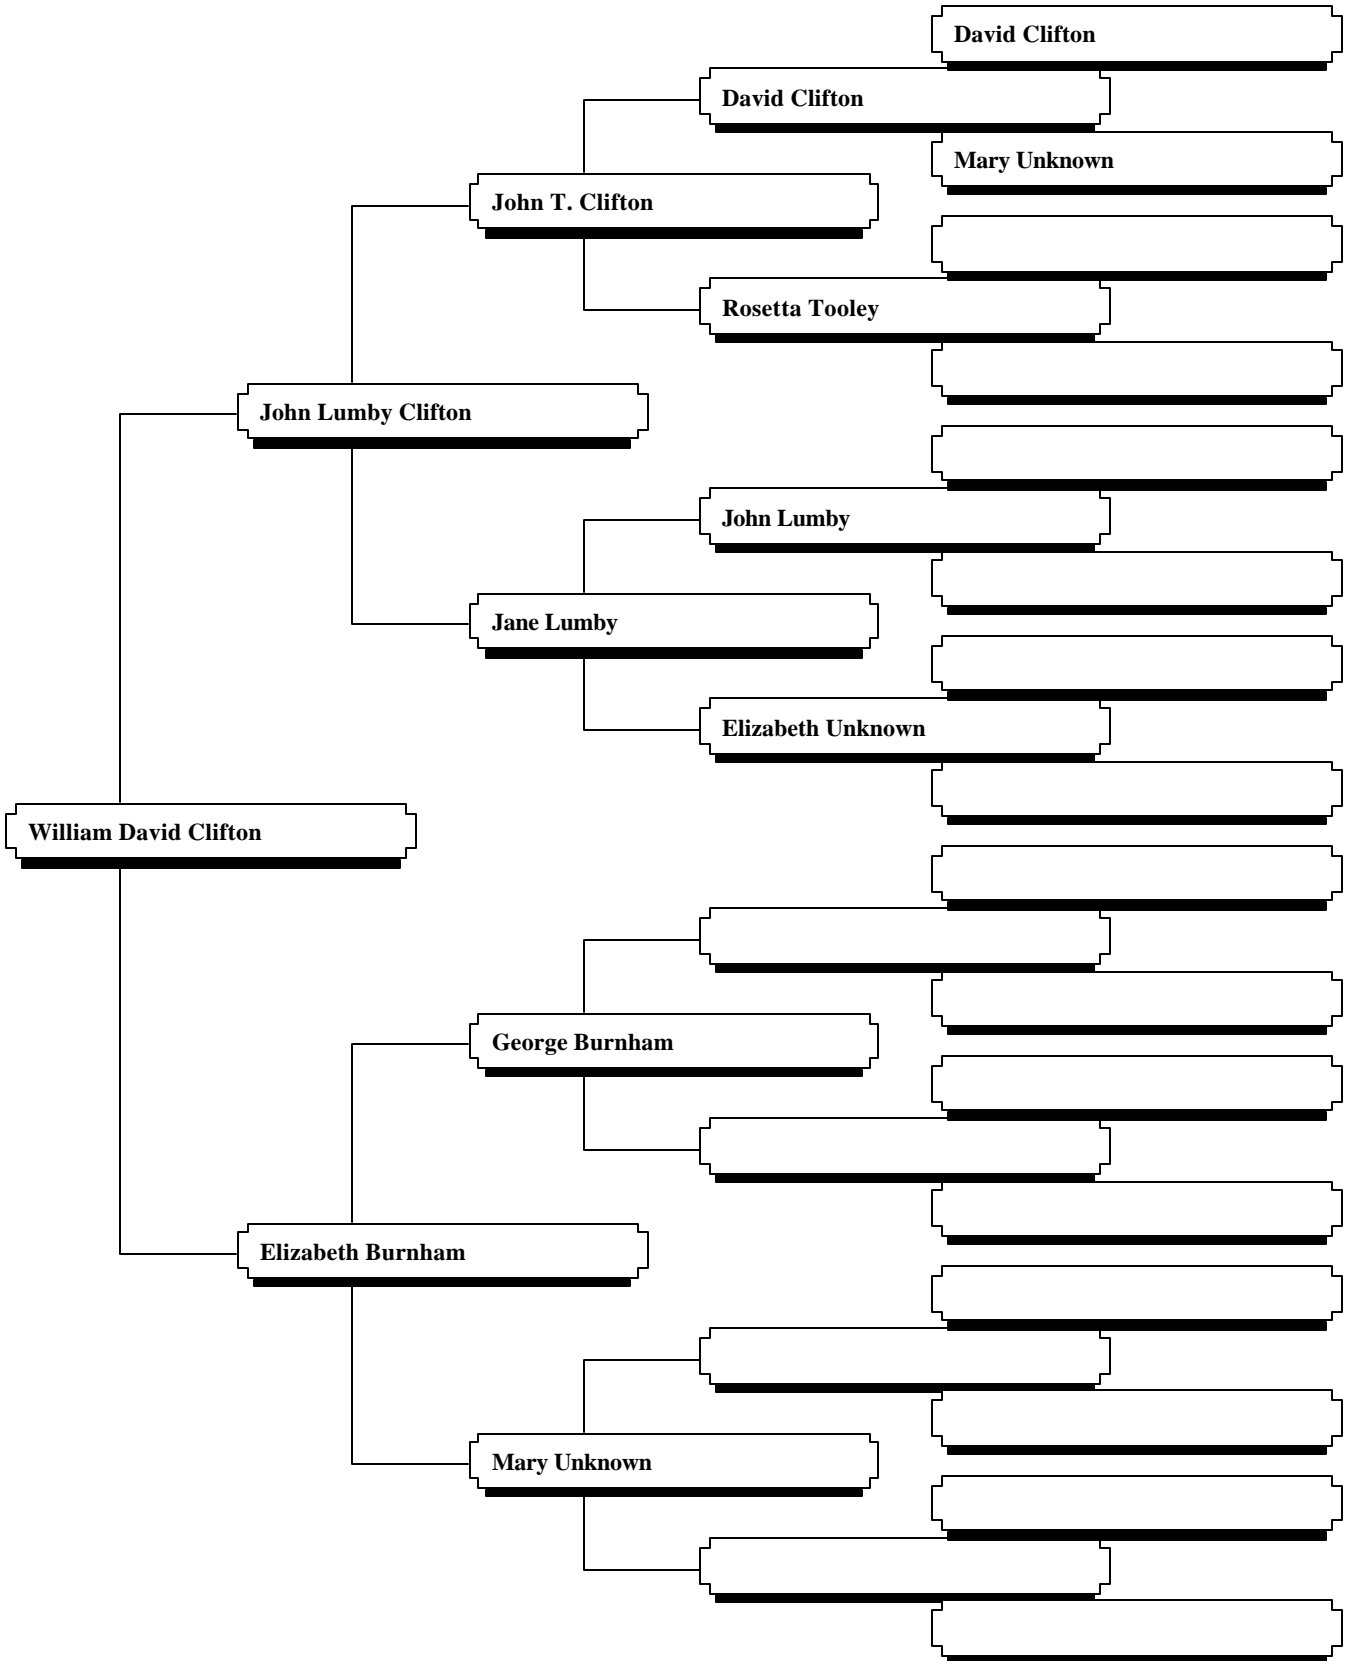 David Clifton
David Clifton
Mary Unknown
John T. Clifton
Rosetta Tooley
John Lumby Clifton
John Lumby
Jane Lumby
Elizabeth Unknown
William David Clifton
George Burnham
Elizabeth Burnham
Mary Unknown